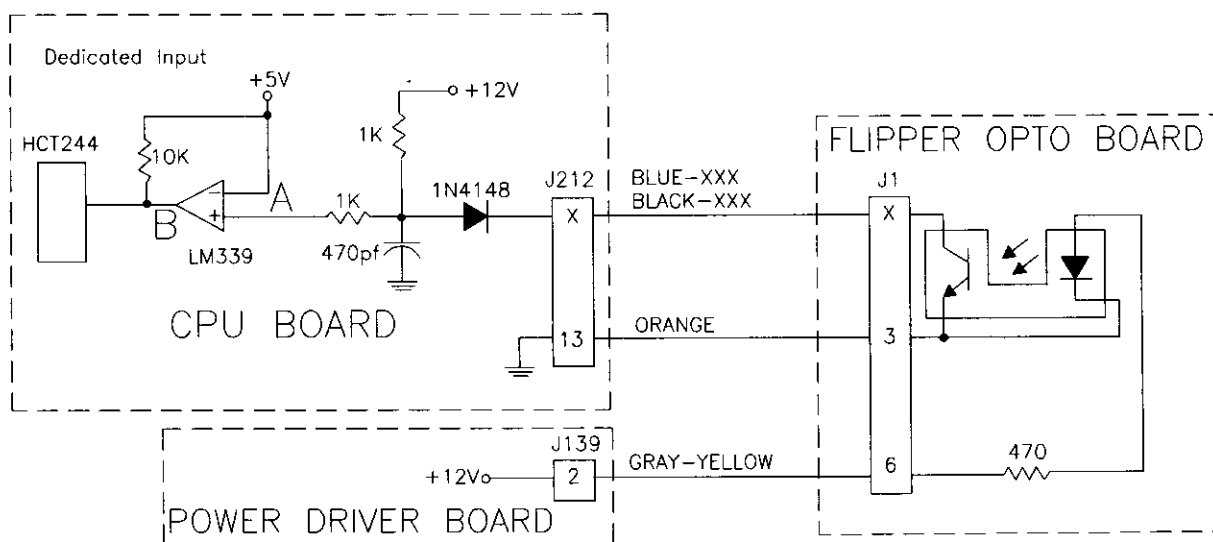 Dedicated Input
+5V
+12V
HCT244
10K
1K
FLIPPER OPTO BOARD
A
1K
1N4148
J212
BLUE-XXX
BLACK-XXX
J1
B
-
+
X
X
LM339
470pf
CPU BOARD
13
ORANGE
3
J139
+12V
2
GRAY-YELLOW
6
470
POWER DRIVER BOARD